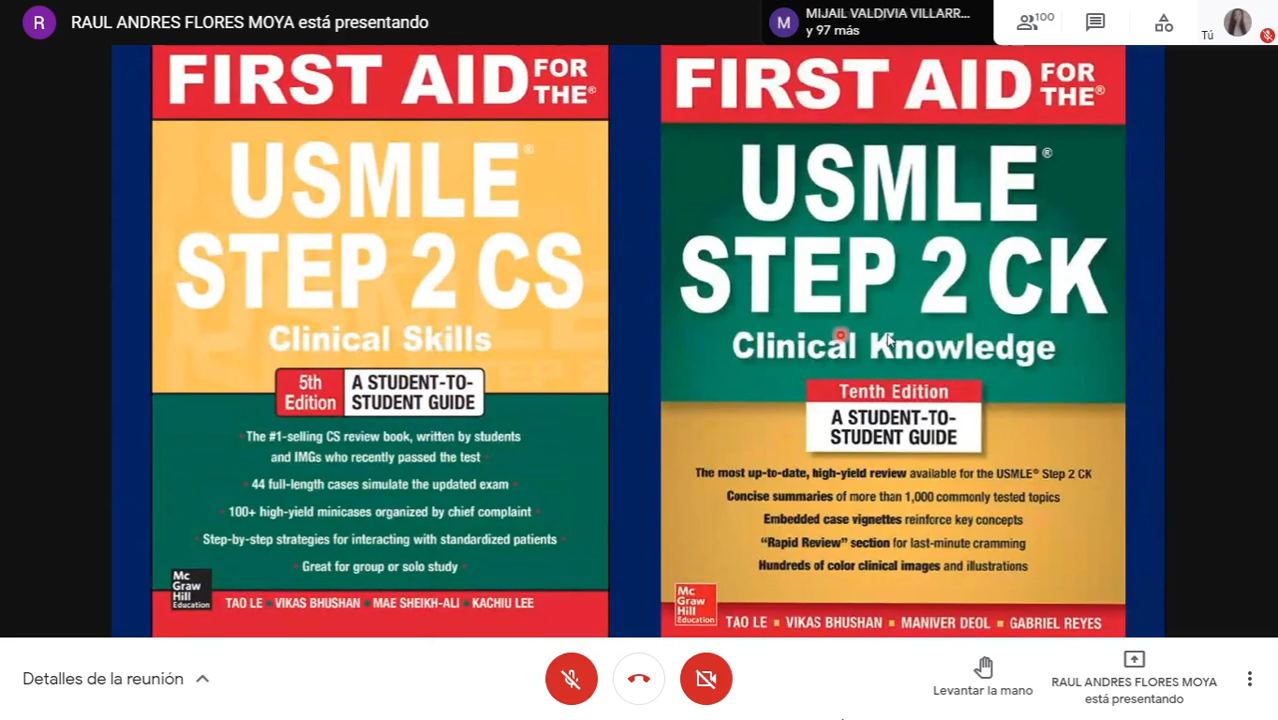 R
RAUL ANDRES FLORES MOYA está presentando
M
MIJAIL VALDIVIA VILLARR...
y 97 más
100
Tú
FIRST AID FOR
THE®
USMLE®
STEP 2 CS
Clinical Skills
5th
Edition
A STUDENT-TO-
STUDENT GUIDE
• The #1-selling CS review book, written by students
and IMGs who recently passed the test •
• 44 full-length cases simulate the updated exam •
• 100+ high-yield minicases organized by chief complaint •
• Step-by-step strategies for interacting with standardized patients •
• Great for group or solo study •
Mc
Graw
Hill
Education
TAO LE • VIKAS BHUSHAN • MAE SHEIKH-ALI • KACHIU LEE
FIRST AID FOR
THE®
USMLE®
STEP 2 CK
Clinical Knowledge
Tenth Edition
A STUDENT-TO-
STUDENT GUIDE
The most up-to-date, high-yield review available for the USMLE® Step 2 CK
Concise summaries of more than 1,000 commonly tested topics
Embedded case vignettes reinforce key concepts
"Rapid Review" section for last-minute cramming
Hundreds of color clinical images and illustrations
Mc
Graw
Hill
Education
TAO LE ▪ VIKAS BHUSHAN ▪ MANIVER DEOL ▪ GABRIEL REYES
Detalles de la reunión
Levantar la mano
RAUL ANDRES FLORES MOYA
está presentando